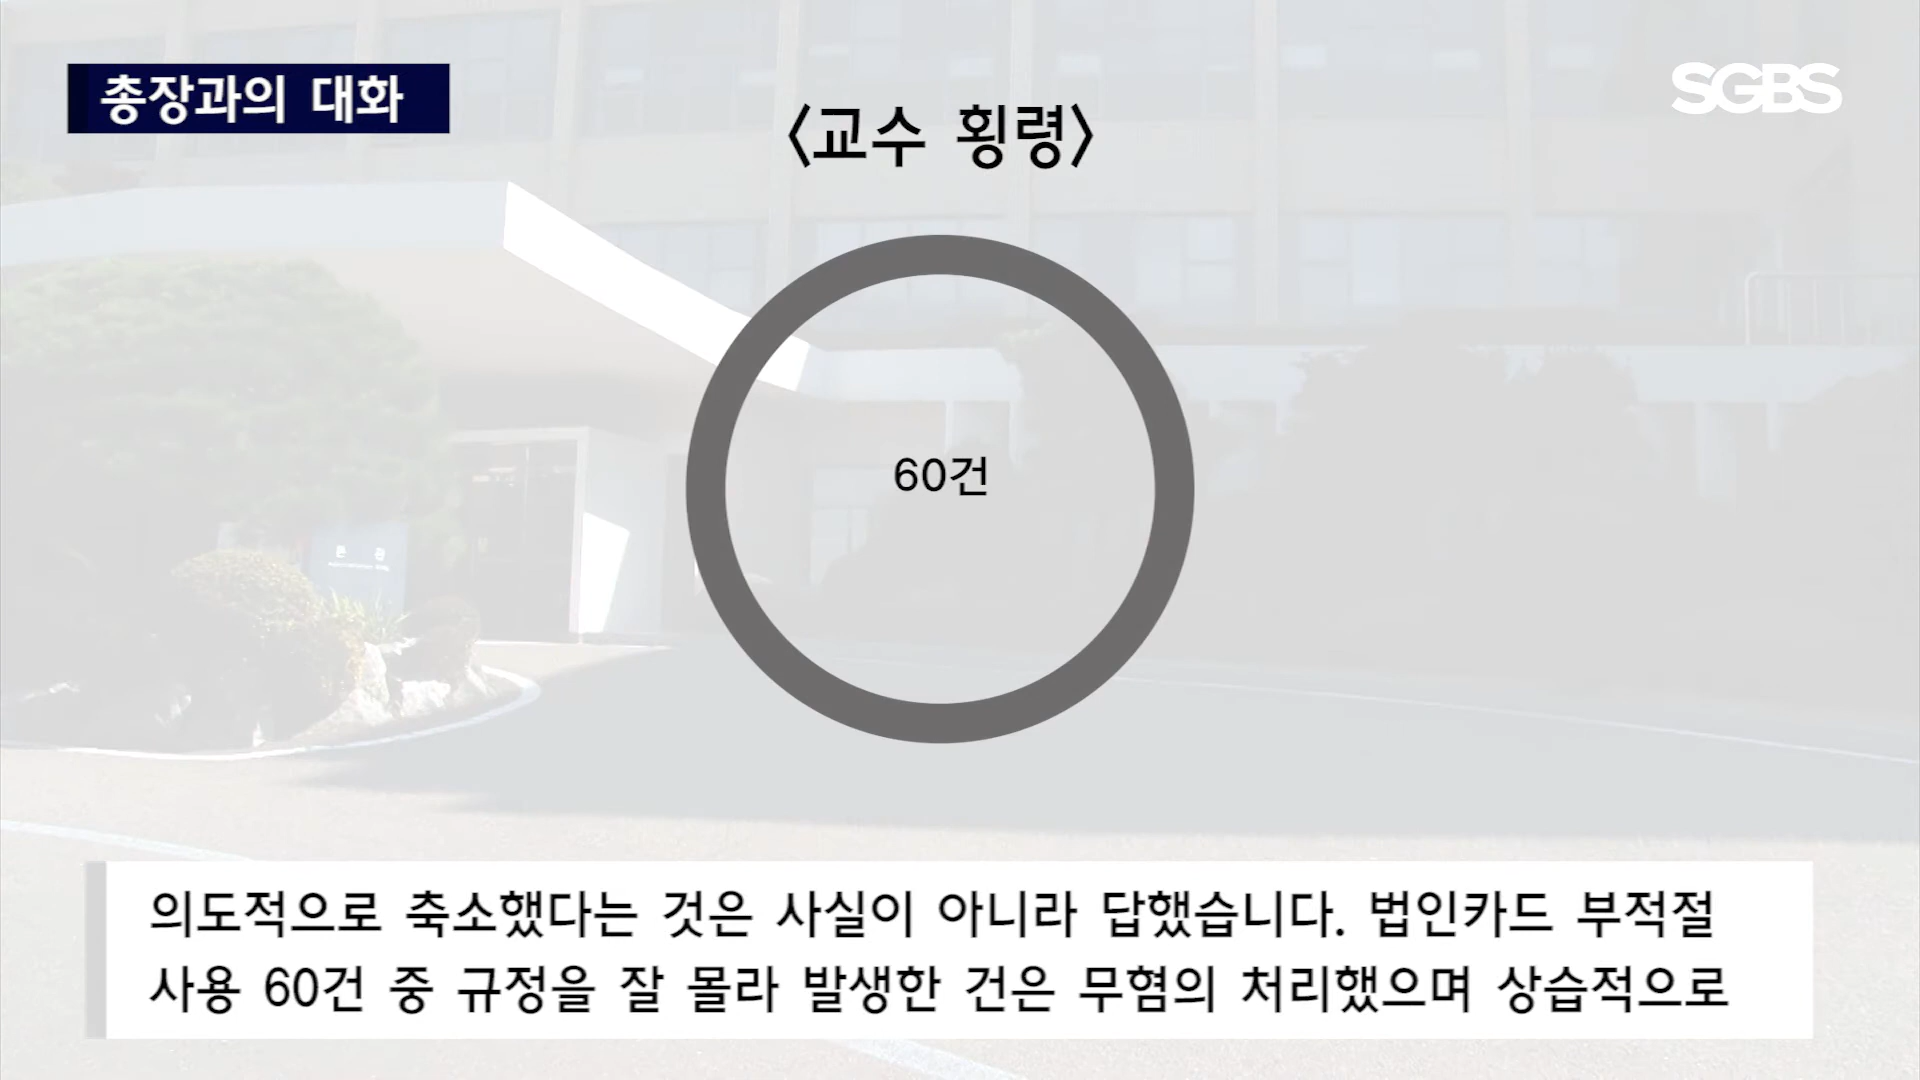 총장과의 대화
SGBS
〈교수 횡령〉
60건
본 관
의도적으로 축소했다는 것은 사실이 아니라 답했습니다. 법인카드 부적절
사용 60건 중 규정을 잘 몰라 발생한 건은 무혐의 처리했으며 상습적으로